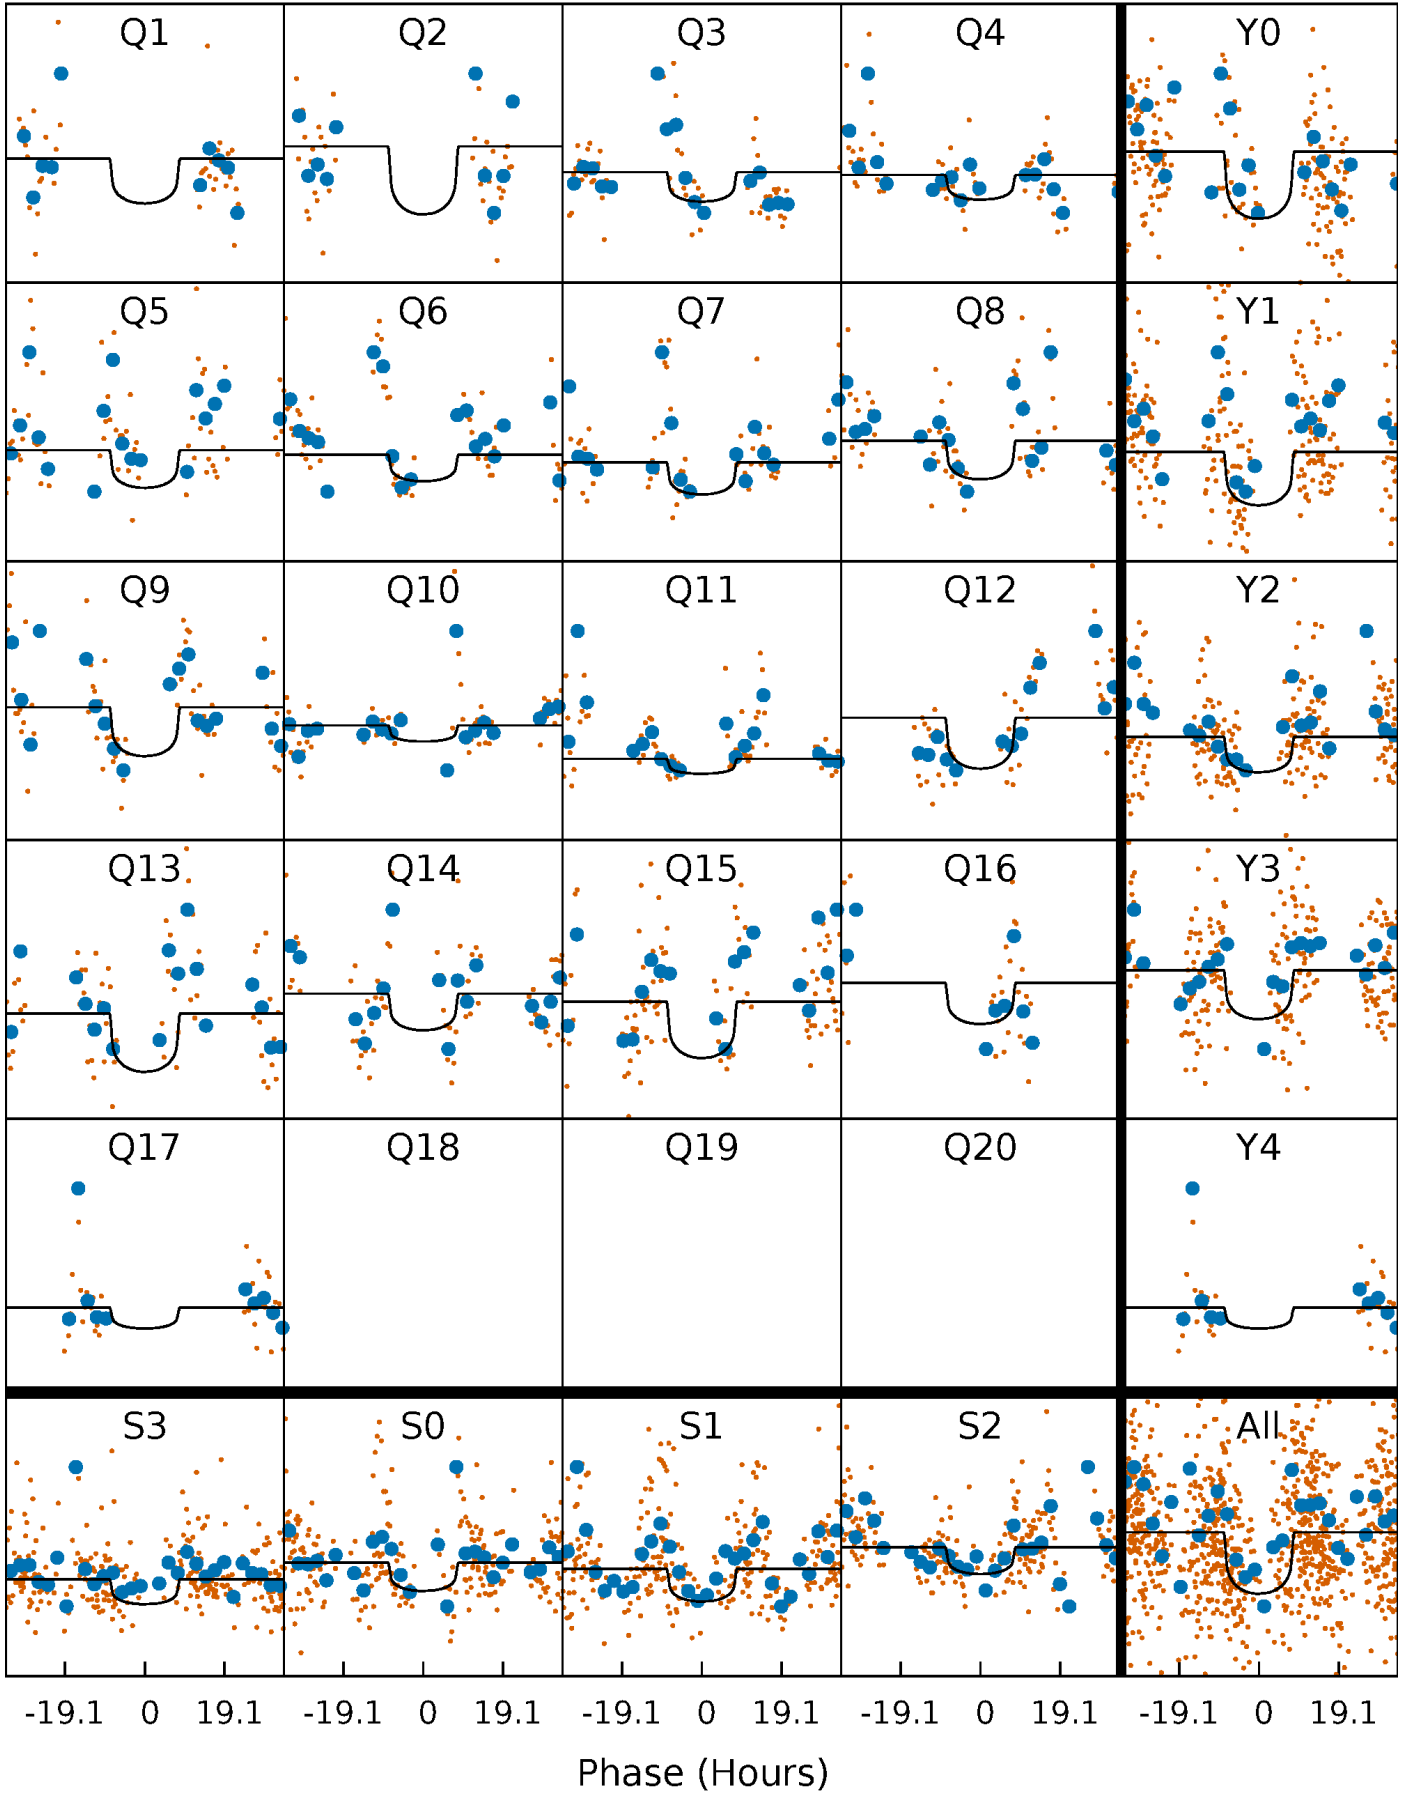 Q1 Q2 Q3 Q4 Y0
Q5 Q6 Q7 Q8 Y1
Q9 Q10 Q11 Q12 Y2
Q13 Q14 Q15 Q16 Y3
Q17 Q18 Q19 Q20 Y4
S3 S0 S1 S2 All
-19.1 0 19.1 -19.1 0 19.1 -19.1 0 19.1 -19.1 0 19.1 -19.1 0 19.1
Phase (Hours)